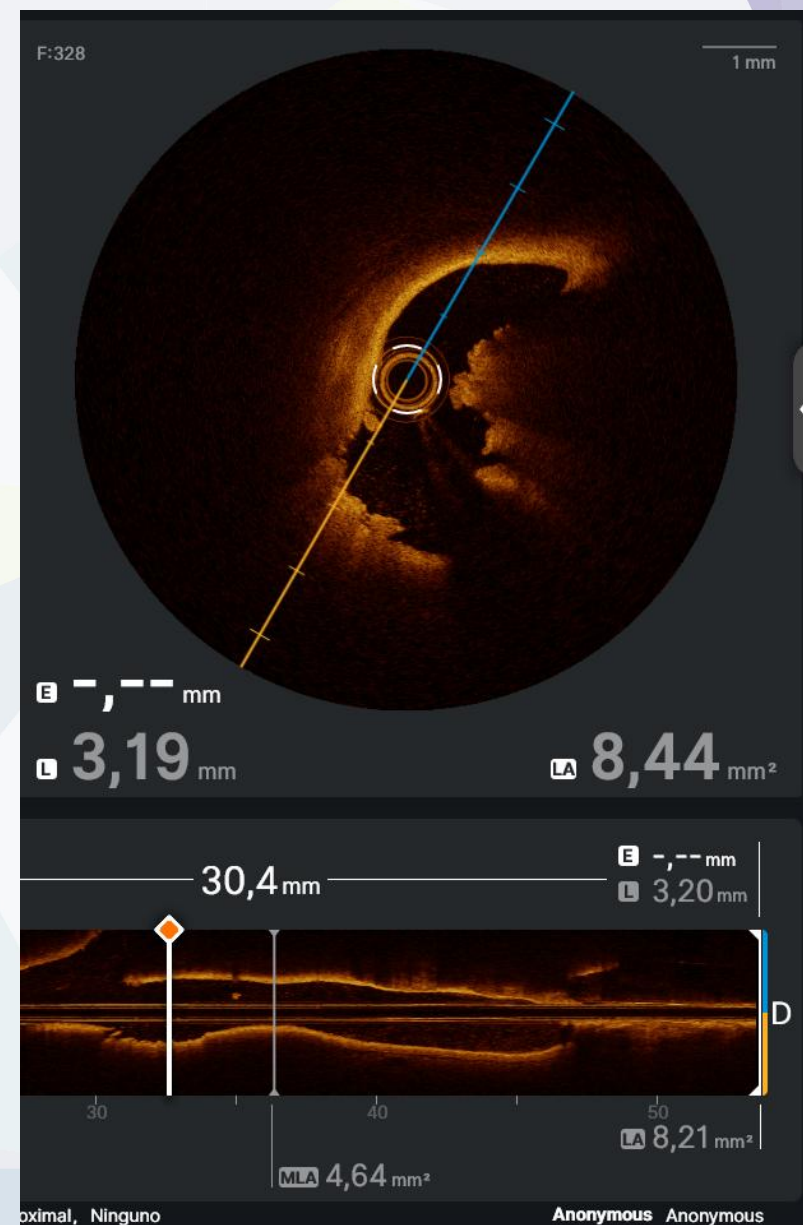 F:328
1 mm
E -,-- mm
L 3,19 mm
LA 8,44 mm²
30,4 mm
E -,-- mm
L 3,20 mm
D
30 40 50
LA 8,21 mm²
MLA 4,64 mm²
oximal, Ninguno
Anonymous Anonymous